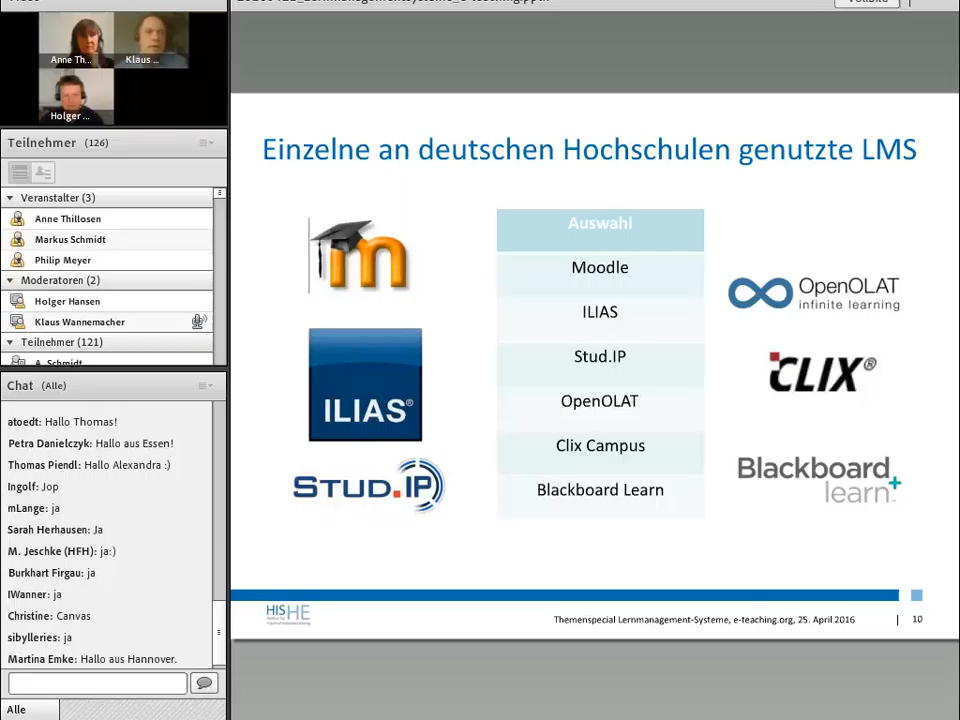 Anne Th...
Klaus ...
Holger ...
Teilnehmer (126)
Veranstalter (3)
Anne Thillosen
Markus Schmidt
Philip Meyer
Moderatoren (2)
Holger Hansen
Klaus Wannemacher
Teilnehmer (121)
A. Schmidt
Chat (Alle)
atoedt: Hallo Thomas!
Petra Danielczyk: Hallo aus Essen!
Thomas Piendl: Hallo Alexandra :)
Ingolf: Jop
mLange: ja
Sarah Herhausen: Ja
M. Jeschke (HFH): ja:)
Burkhart Firgau: ja
IWanner: ja
Christine: Canvas
sibylleries: ja
Martina Emke: Hallo aus Hannover.
Alle
Vollbild
Einzelne an deutschen Hochschulen genutzte LMS
m
ILIAS®
STUD.IP
Auswahl
Moodle
ILIAS
Stud.IP
OpenOLAT
Clix Campus
Blackboard Learn
OpenOLAT
infinite learning
CLIX®
Blackboard
learn+
HIS HE
Themenspecial Lernmanagement-Systeme, e-teaching.org, 25. April 2016 | 10